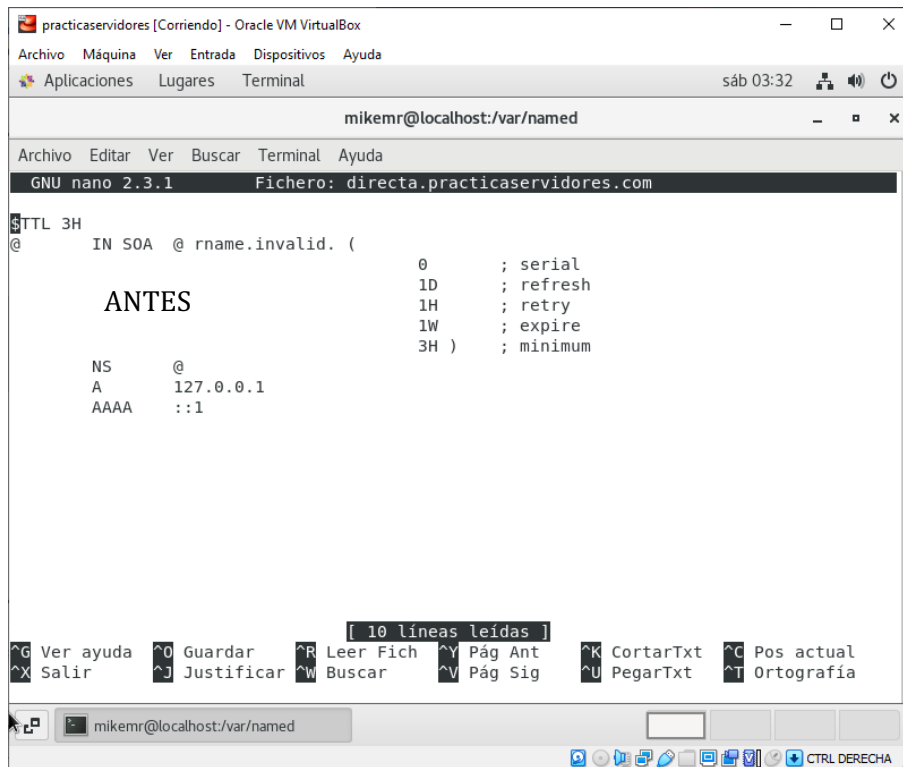 practicaservidores [Corriendo] - Oracle VM VirtualBox
Archivo Máquina Ver Entrada Dispositivos Ayuda
Aplicaciones Lugares Terminal sáb 03:32
mikemr@localhost:/var/named
Archivo Editar Ver Buscar Terminal Ayuda
GNU nano 2.3.1 Fichero: directa.practicaservidores.com
$TTL 3H
@ IN SOA @ rname.invalid. (
0 ; serial
1D ; refresh
ANTES
1H ; retry
1W ; expire
3H ) ; minimum
NS @
A 127.0.0.1
AAAA ::1
[ 10 líneas leídas ]
^G Ver ayuda ^O Guardar ^R Leer Fich ^Y Pág Ant ^K CortarTxt ^C Pos actual
^X Salir ^J Justificar ^W Buscar ^V Pág Sig ^U PegarTxt ^T Ortografía
mikemr@localhost:/var/named
CTRL DERECHA